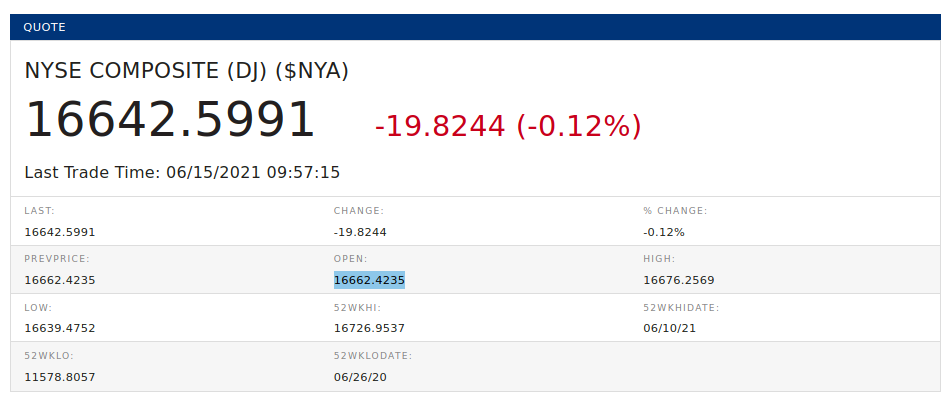 QUOTE
NYSE COMPOSITE (DJ) ($NYA)
16642.5991 -19.8244 (-0.12%)
Last Trade Time: 06/15/2021 09:57:15
LAST: CHANGE: % CHANGE:
16642.5991 -19.8244 -0.12%
PREVPRICE: OPEN: HIGH:
16662.4235 16662.4235 16676.2569
LOW: 52WKHI: 52WKHIDATE:
16639.4752 16726.9537 06/10/21
52WKLO: 52WKLODATE:
11578.8057 06/26/20